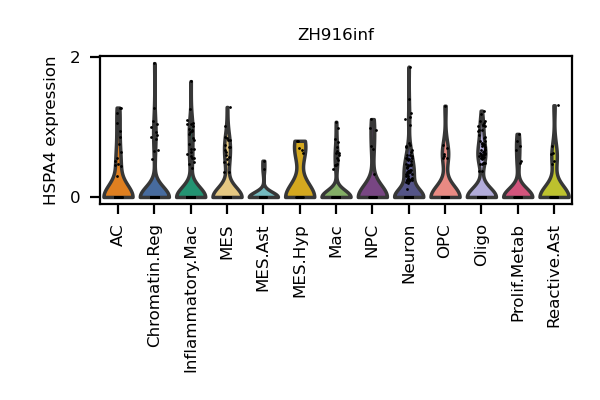 ZH916inf
HSPA4 expression
2
0
AC
Chromatin.Reg
Inflammatory.Mac
MES
MES.Ast
MES.Hyp
Mac
NPC
Neuron
OPC
Oligo
Prolif.Metab
Reactive.Ast